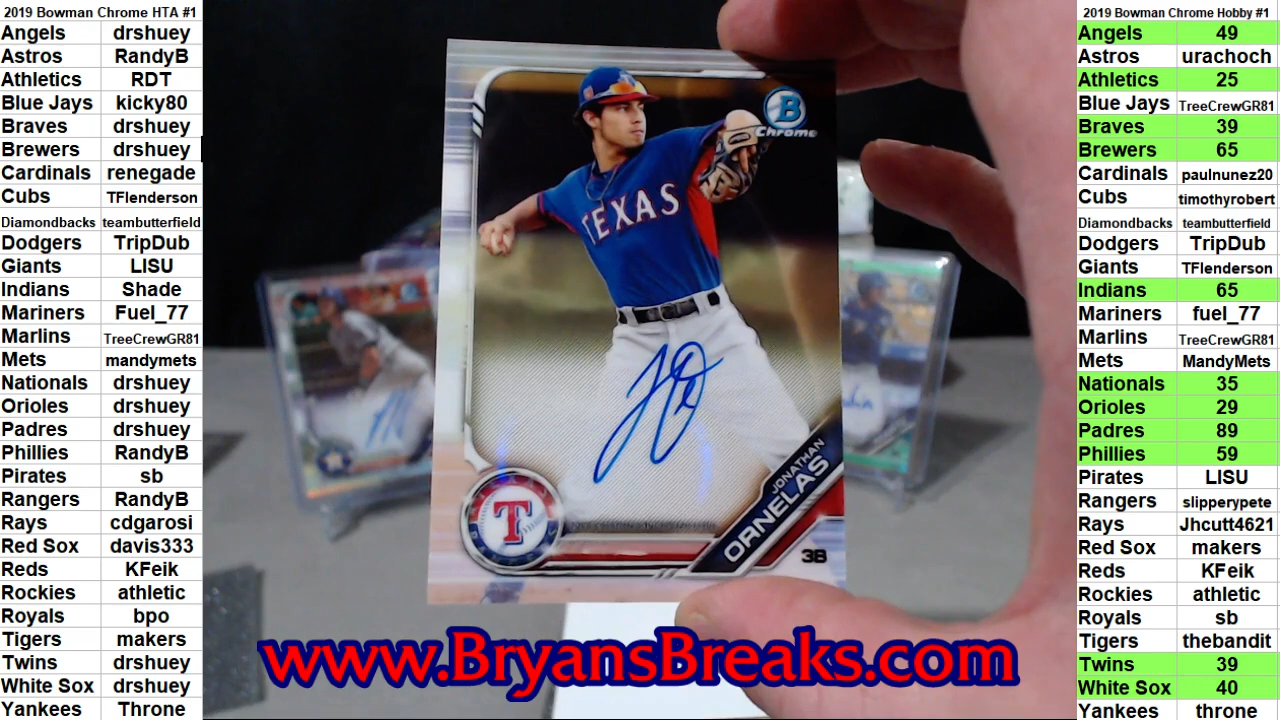 2019 Bowman Chrome HTA #1
Angels drshuey
Astros RandyB
Athletics RDT
Blue Jays kicky80
Braves drshuey
Brewers drshuey
Cardinals renegade
Cubs TFlenderson
Diamondbacks teambutterfield
Dodgers TripDub
Giants LISU
Indians Shade
Mariners Fuel_77
Marlins TreeCrewGR81
Mets mandymets
Nationals drshuey
Orioles drshuey
Padres drshuey
Phillies RandyB
Pirates sb
Rangers RandyB
Rays cdgarosi
Red Sox davis333
Reds KFeik
Rockies athletic
Royals bpo
Tigers makers
Twins drshuey
White Sox drshuey
Yankees Throne
B
Chrome
TEXAS
T
JONATHAN
ORNELAS
3B
www.BryansBreaks.com
2019 Bowman Chrome Hobby #1
Angels 49
Astros urachoch
Athletics 25
Blue Jays TreeCrewGR81
Braves 39
Brewers 65
Cardinals paulnunez20
Cubs timothyrobert
Diamondbacks teambutterfield
Dodgers TripDub
Giants TFlenderson
Indians 65
Mariners fuel_77
Marlins TreeCrewGR81
Mets MandyMets
Nationals 35
Orioles 29
Padres 89
Phillies 59
Pirates LISU
Rangers slipperypete
Rays Jhcutt4621
Red Sox makers
Reds KFeik
Rockies athletic
Royals sb
Tigers thebandit
Twins 39
White Sox 40
Yankees throne